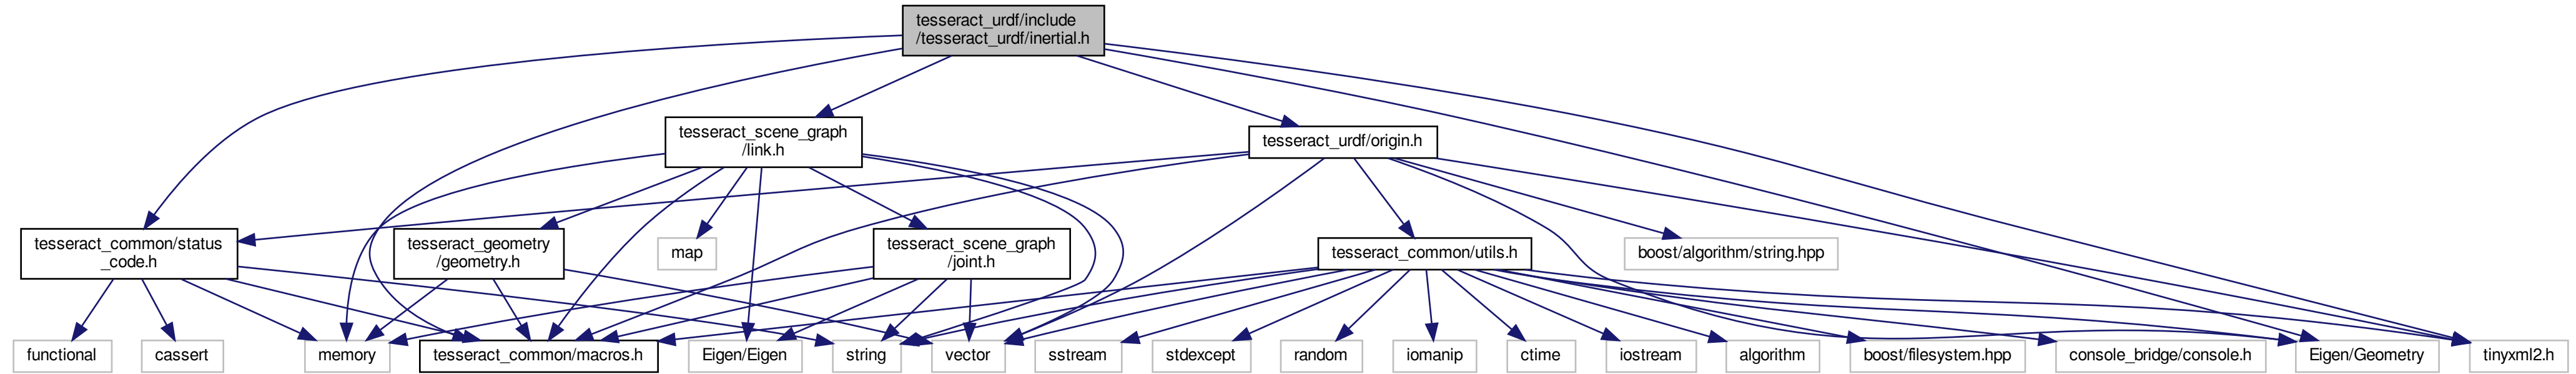 tesseract_urdf/include
/tesseract_urdf/inertial.h
tesseract_scene_graph
/link.h
tesseract_urdf/origin.h
tesseract_common/status
_code.h
tesseract_geometry
/geometry.h
map
tesseract_scene_graph
/joint.h
tesseract_common/utils.h
boost/algorithm/string.hpp
functional
cassert
memory
tesseract_common/macros.h
Eigen/Eigen
string
vector
sstream
stdexcept
random
iomanip
ctime
iostream
algorithm
boost/filesystem.hpp
console_bridge/console.h
Eigen/Geometry
tinyxml2.h